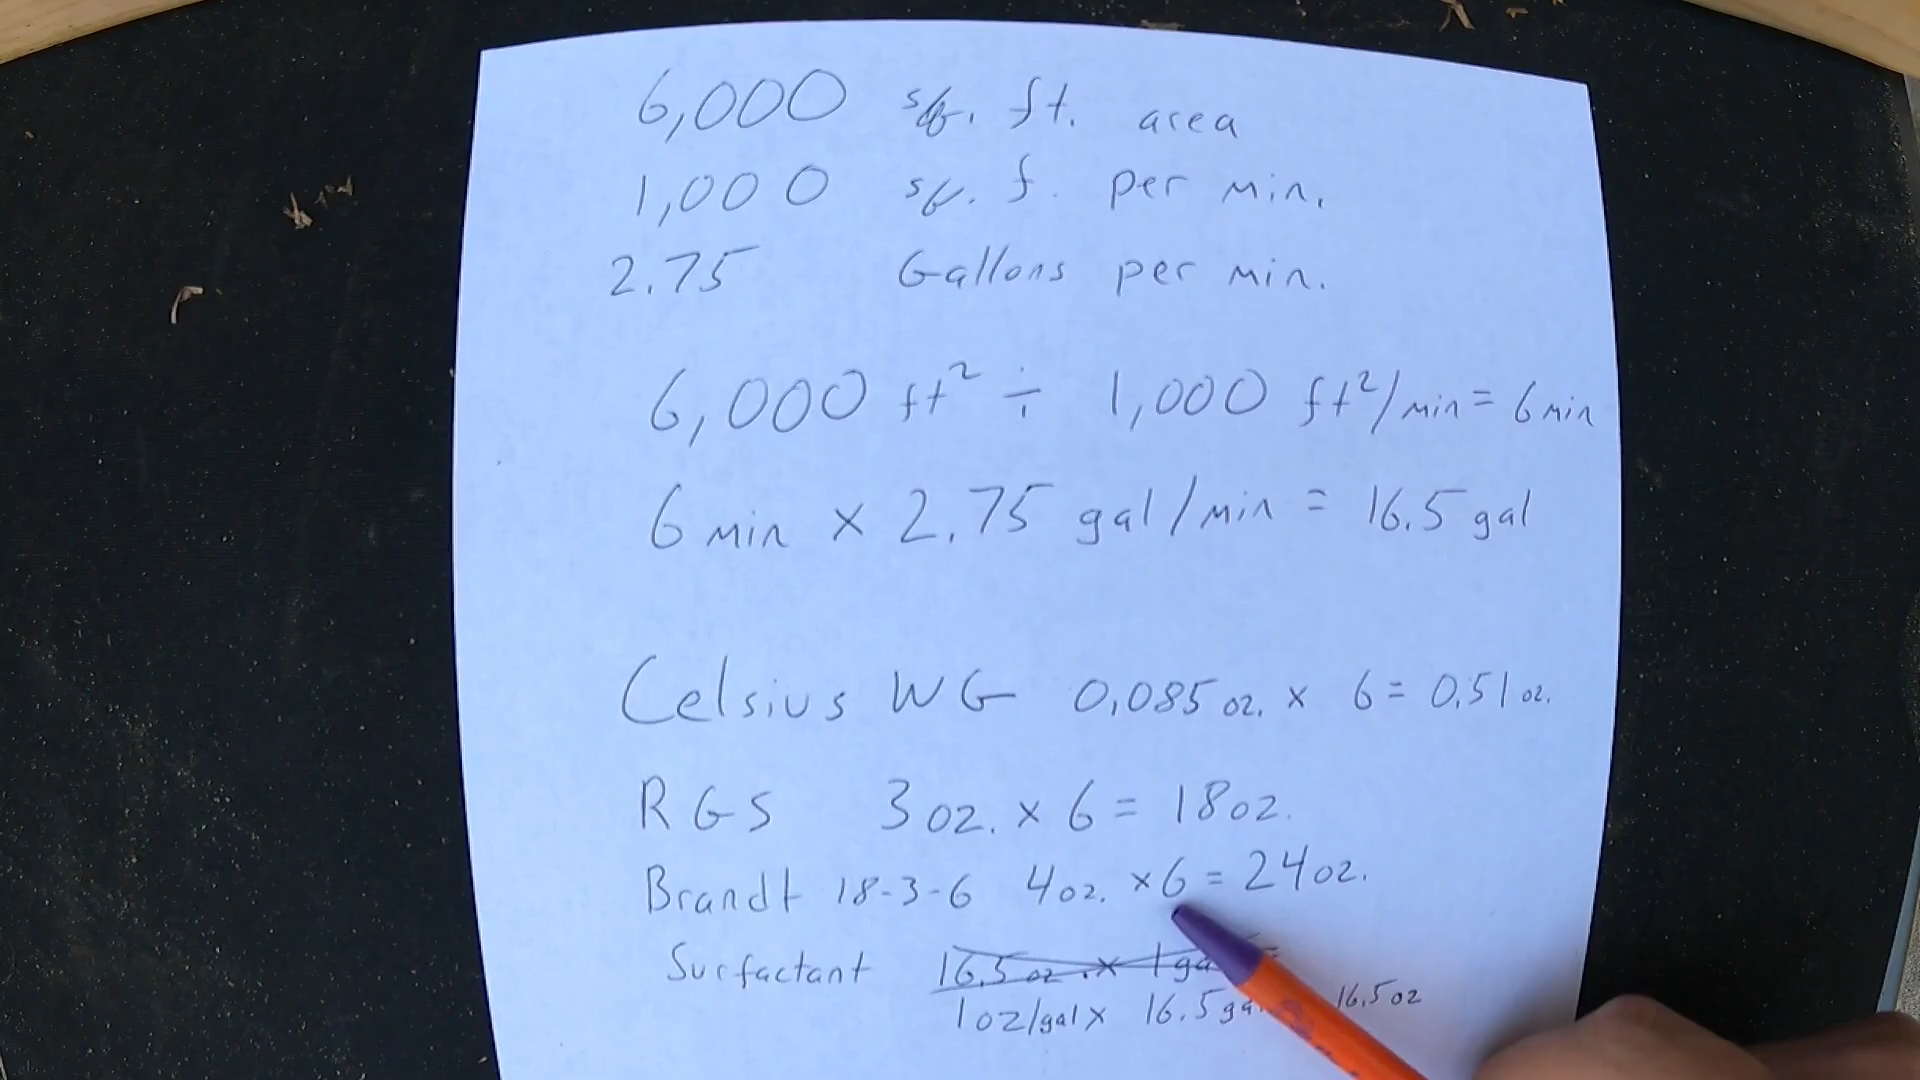 6,000 sq. ft. area
1,000 sq. f. per min.
2.75 Gallons per min.
6,000 ft² ÷ 1,000 ft²/min = 6 min
6 min × 2.75 gal/min = 16.5 gal
Celsius WG 0.085 oz. × 6 = 0.51 oz.
RGS 3 oz. × 6 = 18 oz.
Brandt 18-3-6 4 oz. × 6 = 24 oz.
Surfactant 16.5 oz. × 1 ga
1 oz/gal × 16.5 ga 16.5 oz